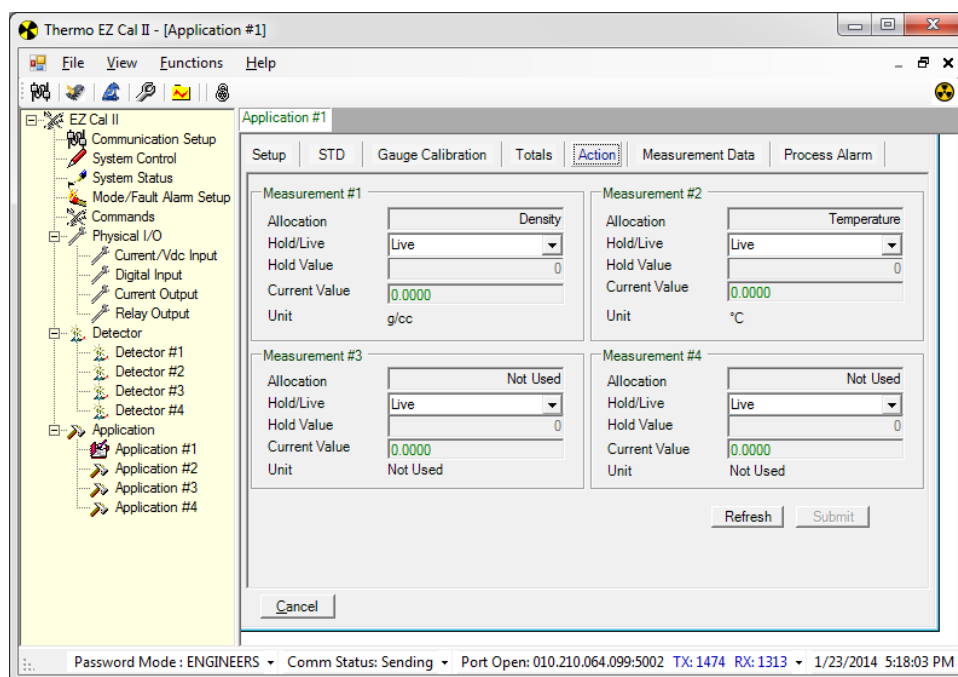 Thermo EZ Cal II - [Application #1]
File View Functions Help
EZ Cal II
Communication Setup
System Control
System Status
Mode/Fault Alarm Setup
Commands
Physical I/O
Current/Vdc Input
Digital Input
Current Output
Relay Output
Detector
Detector #1
Detector #2
Detector #3
Detector #4
Application
Application #1
Application #2
Application #3
Application #4
Application #1
Setup STD Gauge Calibration Totals Action Measurement Data Process Alarm
Measurement #1
Allocation Density
Hold/Live Live
Hold Value 0
Current Value 0.0000
Unit g/cc
Measurement #2
Allocation Temperature
Hold/Live Live
Hold Value 0
Current Value 0.0000
Unit °C
Measurement #3
Allocation Not Used
Hold/Live Live
Hold Value 0
Current Value 0.0000
Unit Not Used
Measurement #4
Allocation Not Used
Hold/Live Live
Hold Value 0
Current Value 0.0000
Unit Not Used
Refresh Submit
Cancel
Password Mode : ENGINEERS Comm Status: Sending Port Open: 010.210.064.099:5002 TX: 1474 RX: 1313 1/23/2014 5:18:03 PM